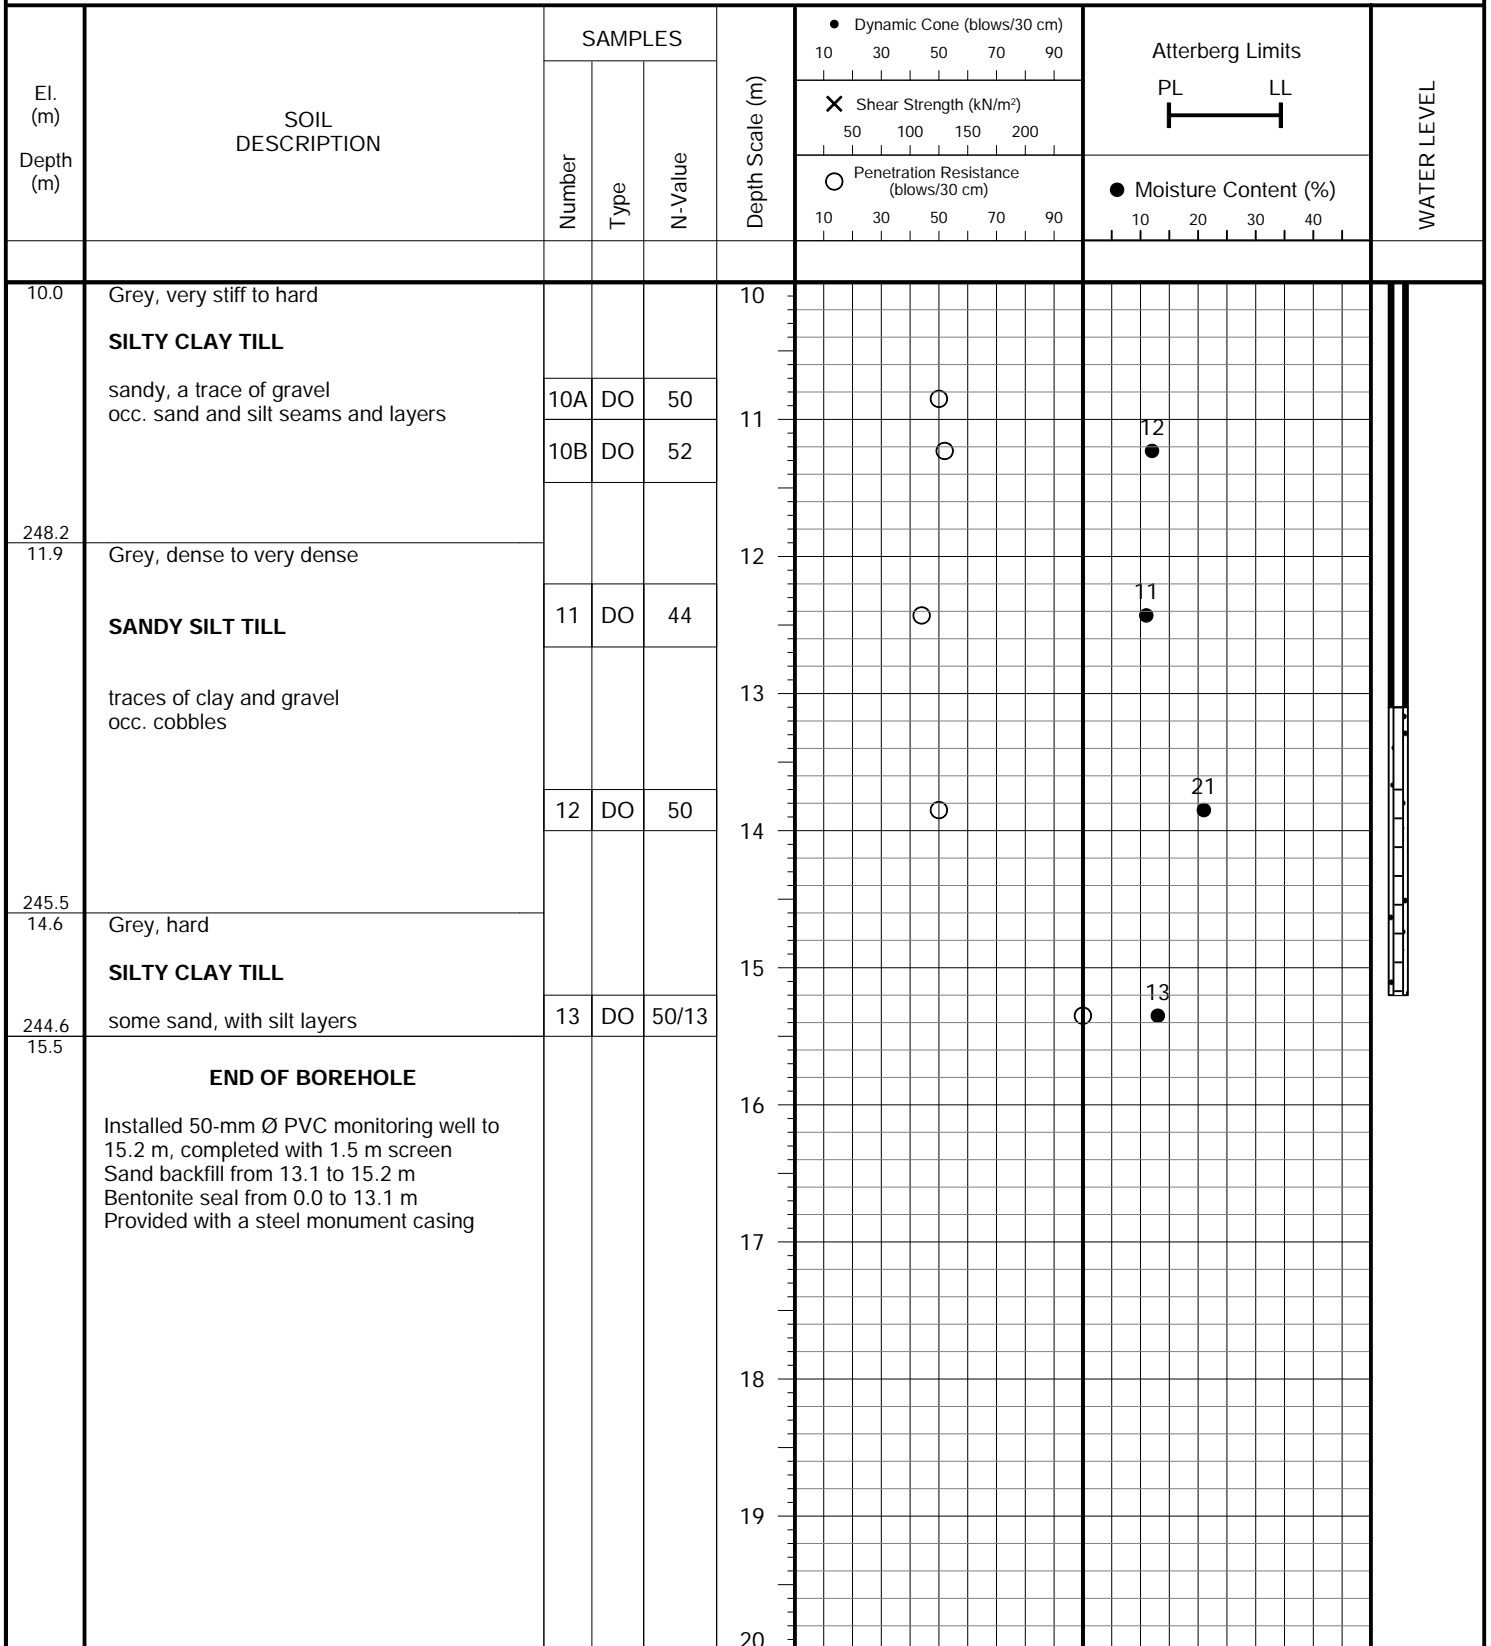 El.
(m)
Depth
(m)
SOIL
DESCRIPTION
SAMPLES
Number
Type
N-Value
Depth Scale (m)
Dynamic Cone (blows/30 cm)
10 30 50 70 90
Shear Strength (kN/m²)
50 100 150 200
Penetration Resistance
(blows/30 cm)
10 30 50 70 90
Atterberg Limits
PL LL
Moisture Content (%)
10 20 30 40
WATER LEVEL
10.0 Grey, very stiff to hard 10
SILTY CLAY TILL
sandy, a trace of gravel
10A DO 50
occ. sand and silt seams and layers
11
12
10B DO 52
248.2
11.9 Grey, dense to very dense 12
11
11 DO 44
SANDY SILT TILL
13
traces of clay and gravel
occ. cobbles
21
12 DO 50
14
245.5
14.6 Grey, hard
15
SILTY CLAY TILL
13
244.6 some sand, with silt layers 13 DO 50/13
15.5
END OF BOREHOLE
16
Installed 50-mm Ø PVC monitoring well to
15.2 m, completed with 1.5 m screen
Sand backfill from 13.1 to 15.2 m
Bentonite seal from 0.0 to 13.1 m
Provided with a steel monument casing
17
18
19
20